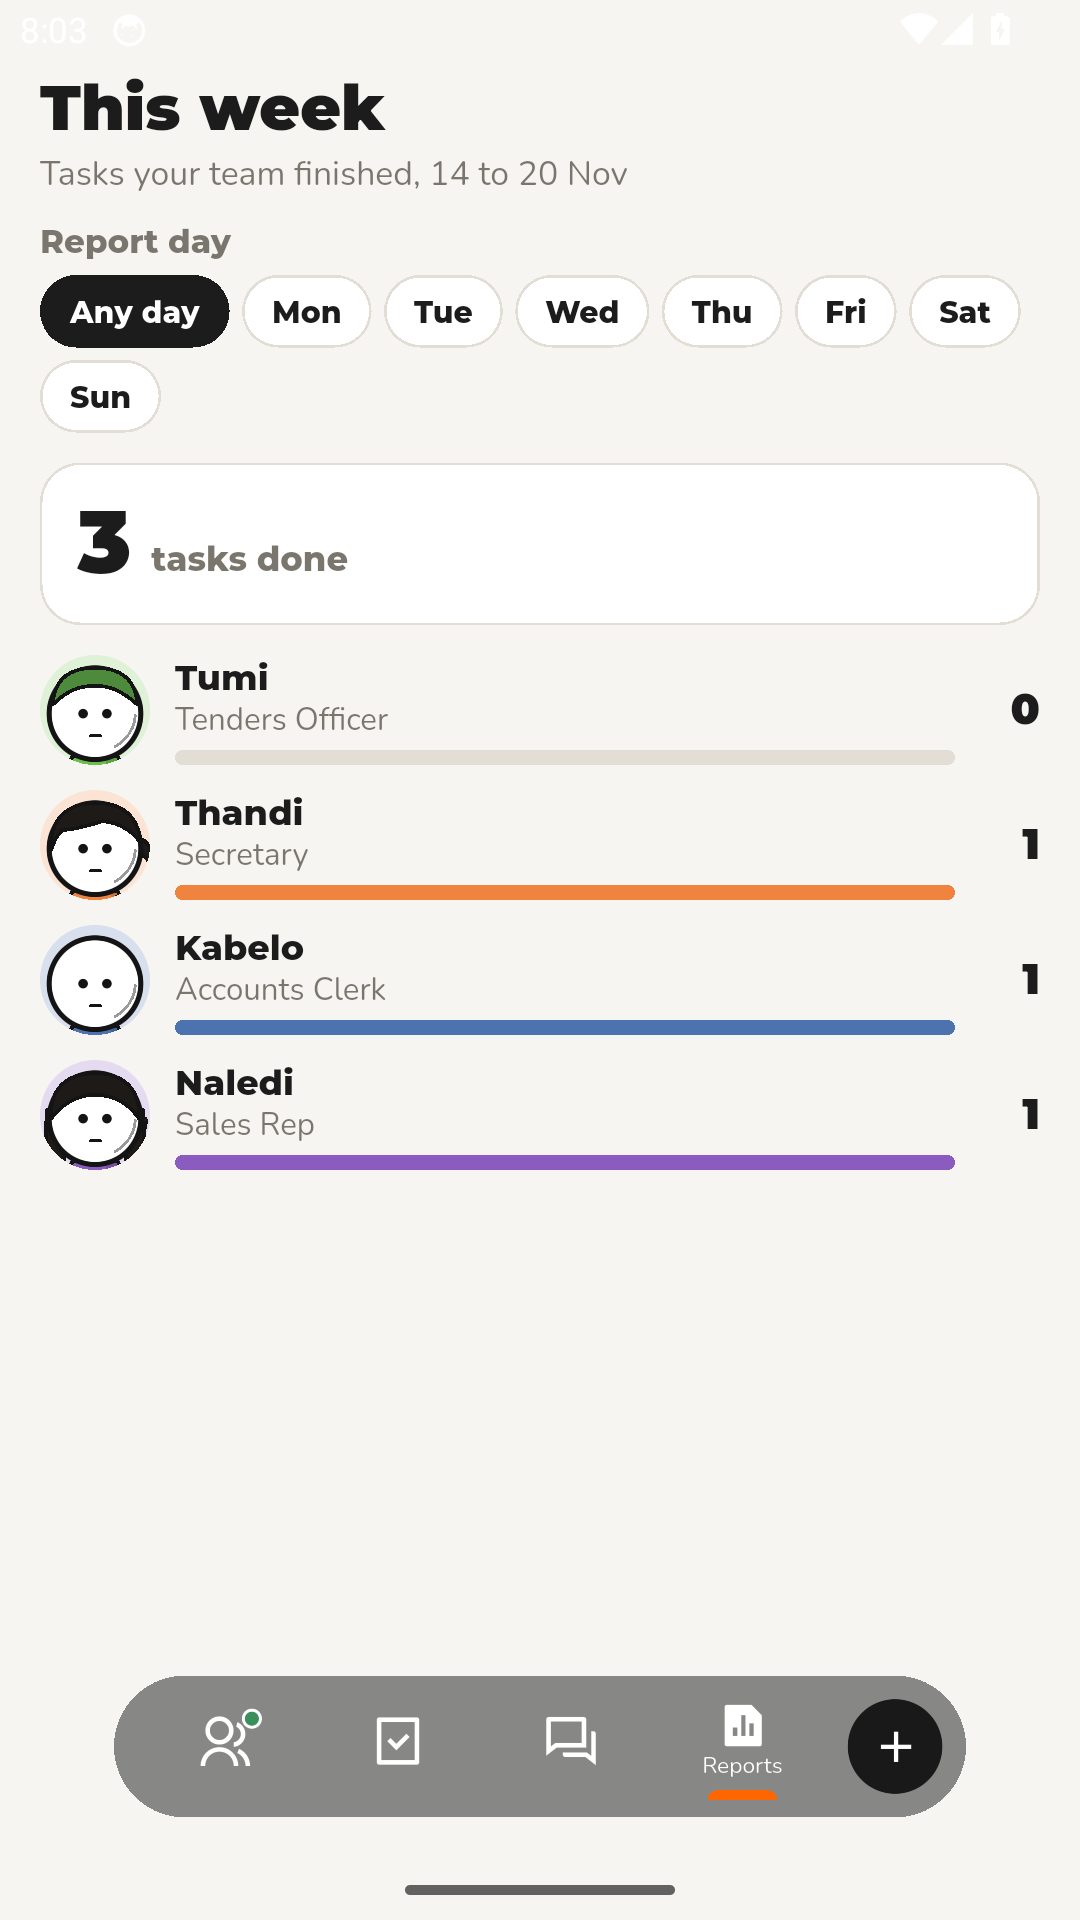 8:03
This week
Tasks your team finished, 14 to 20 Nov
Report day
Any day Mon Tue Wed Thu Fri Sat
Sun
3 tasks done
Tumi
Tenders Officer
0
Thandi
Secretary
1
Kabelo
Accounts Clerk
1
Naledi
Sales Rep
1
Reports